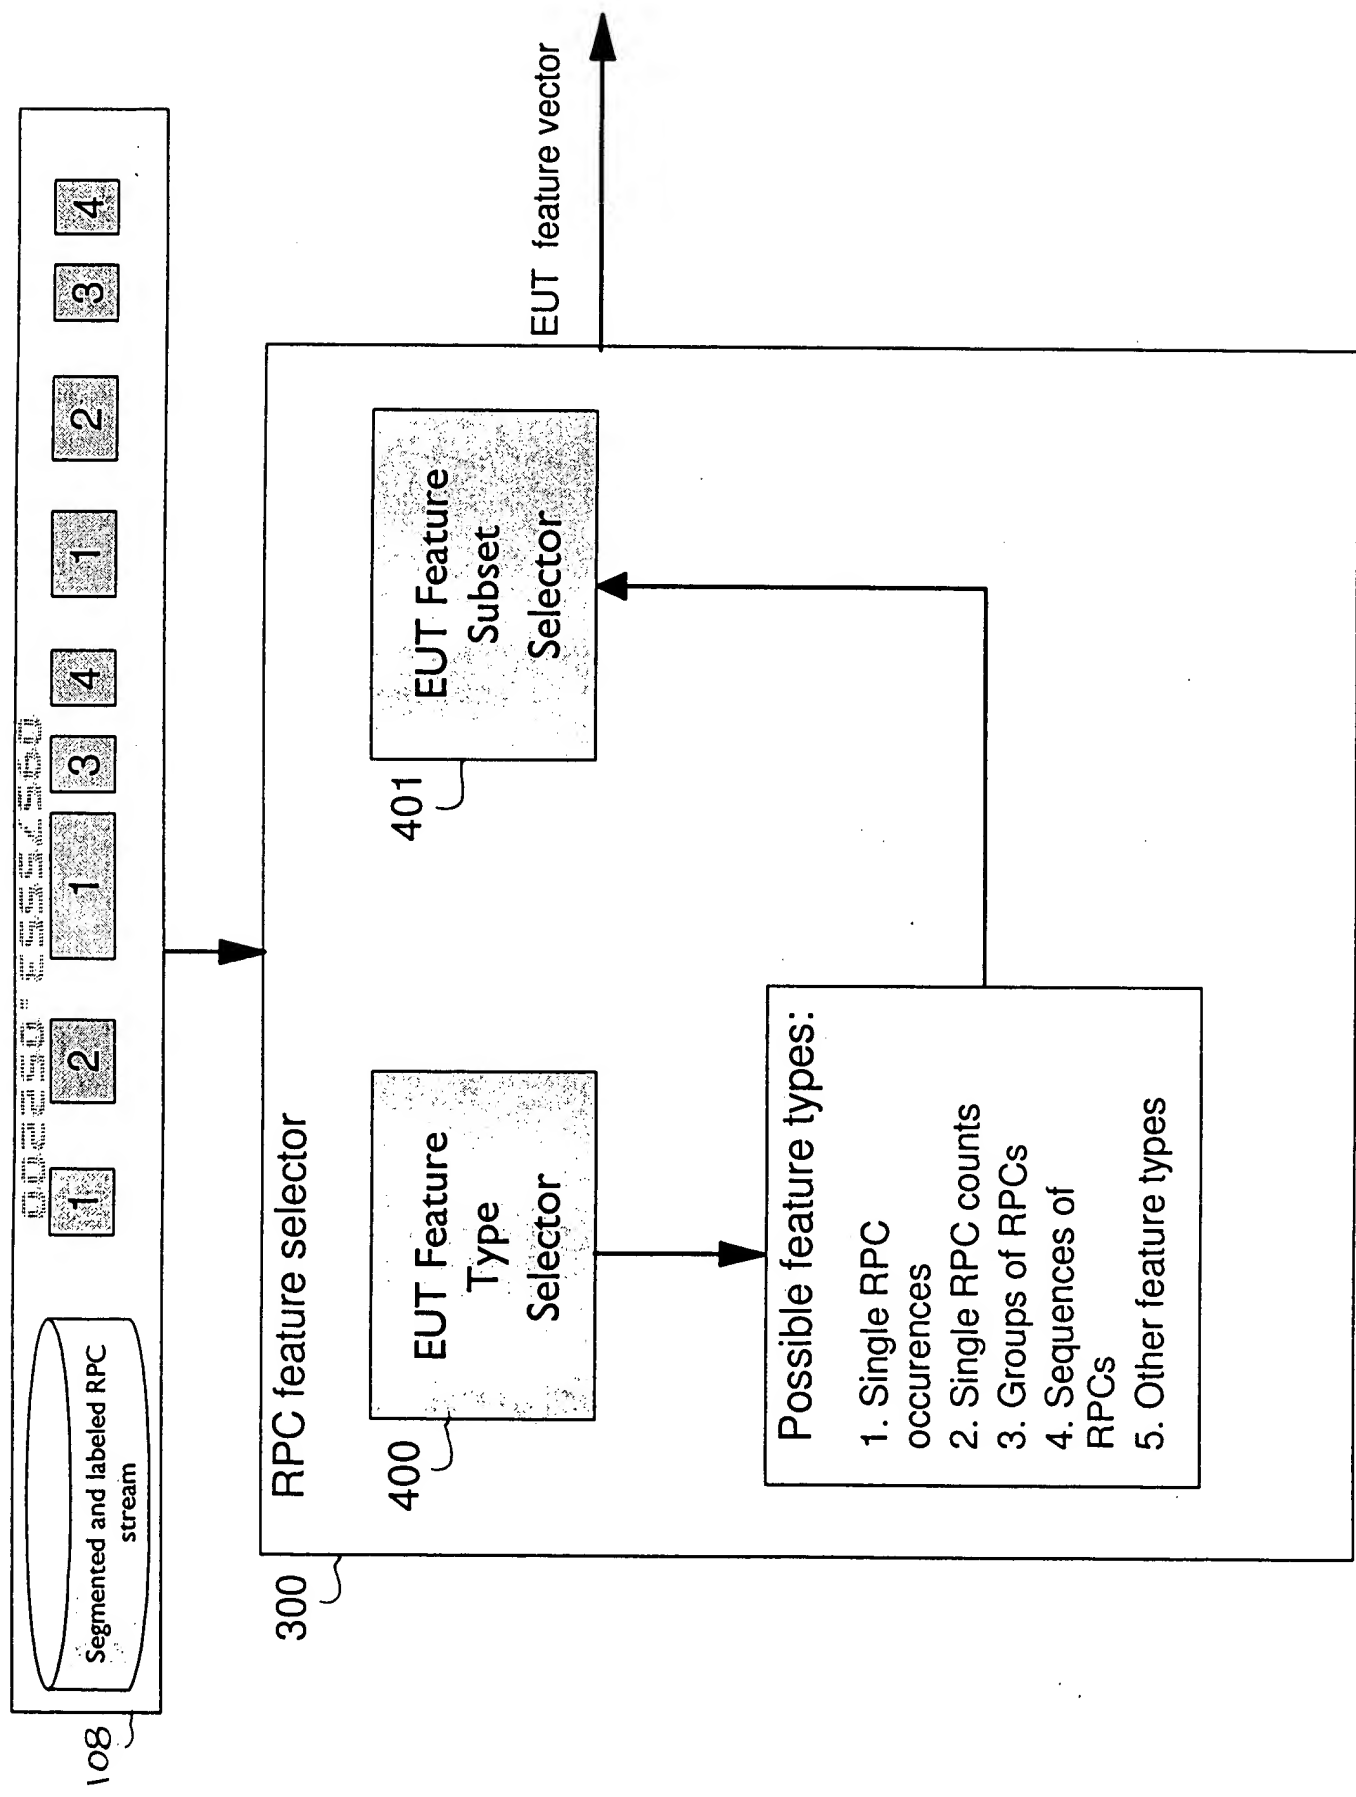 108
Segmented and labeled RPC
stream
1
2
1
3
4
1
2
3
4
300
RPC feature selector
400
EUT Feature
Type
Selector
401
EUT Feature
Subset
Selector
EUT feature vector
Possible feature types:
1. Single RPC
occurences
2. Single RPC counts
3. Groups of RPCs
4. Sequences of
RPCs
5. Other feature types